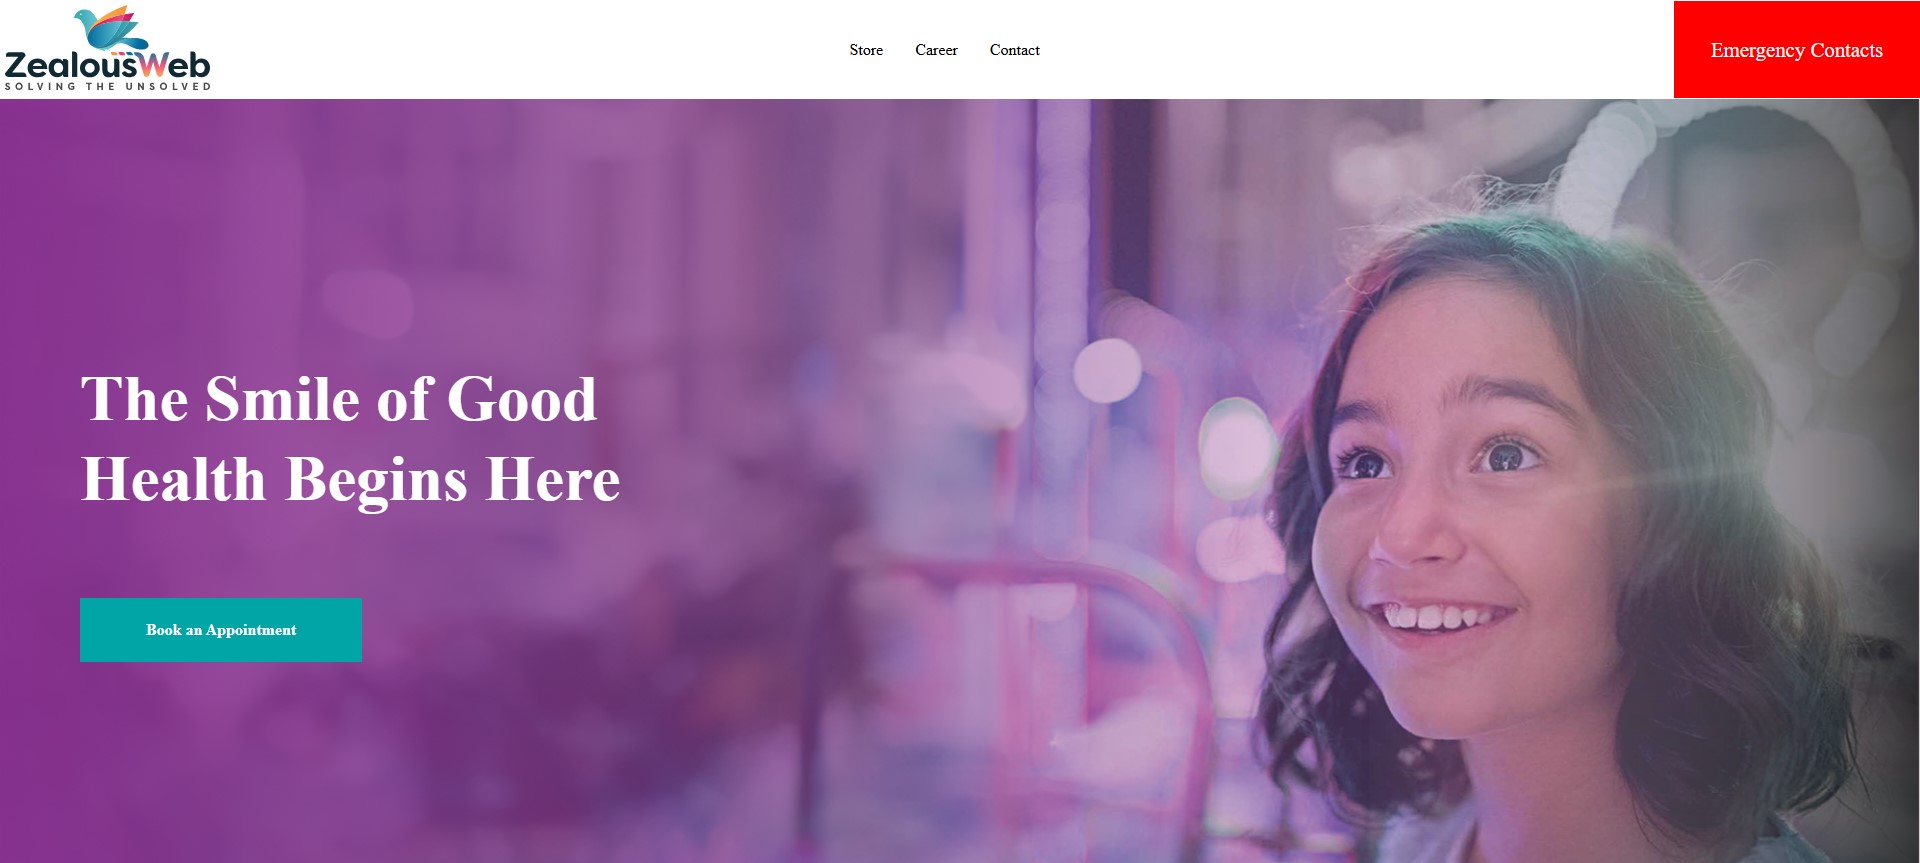 ZealousWeb
SOLVING THE UNSOLVED
Store
Career
Contact
Emergency Contacts
The Smile of Good
Health Begins Here
Book an Appointment